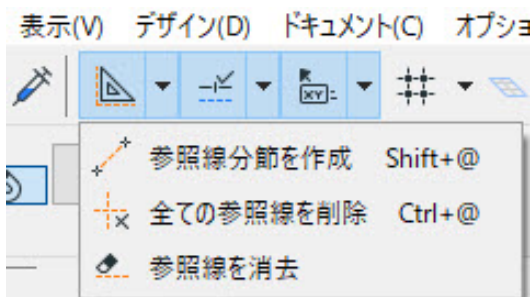 表示(V) デザイン(D) ドキュメント(C) オプショ
XY:
参照線分節を作成 Shift+@
全ての参照線を削除 Ctrl+@
参照線を消去